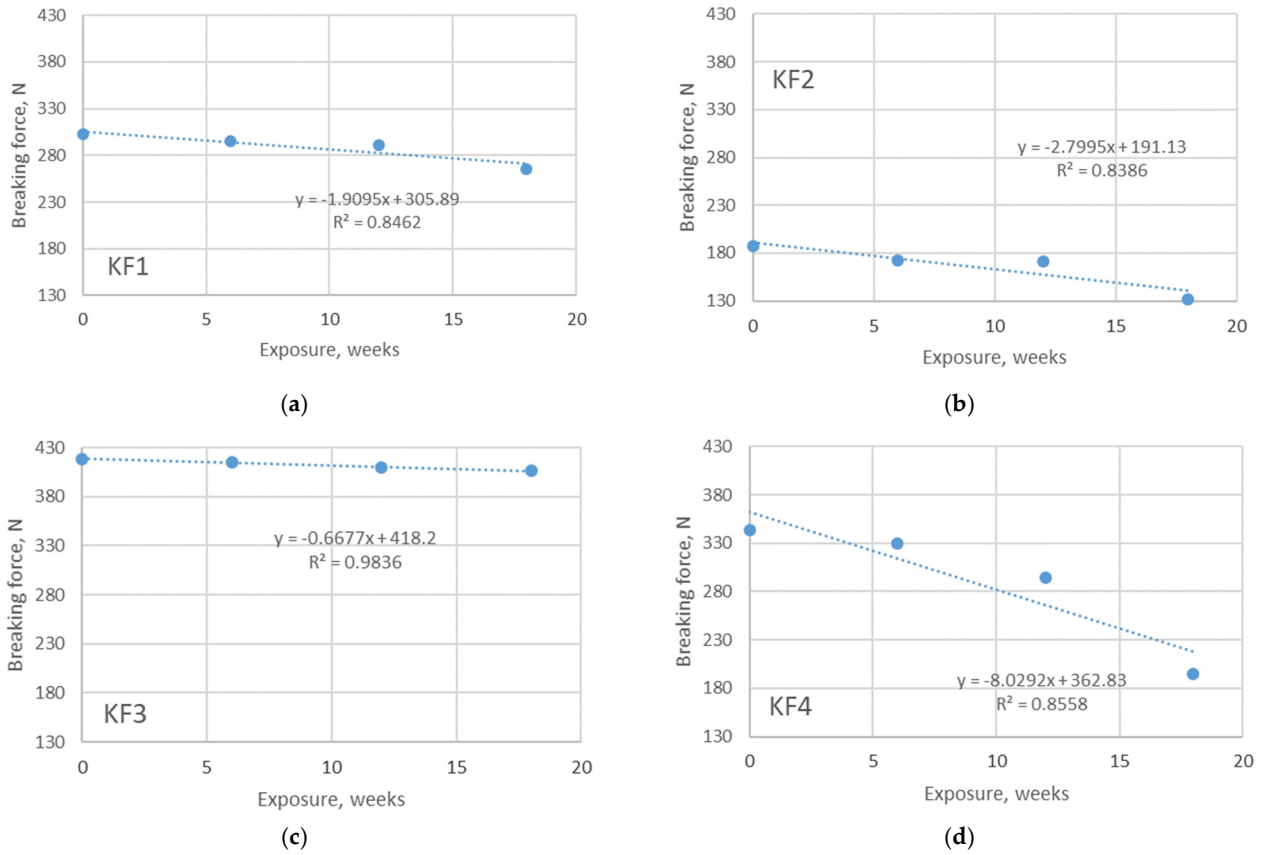 430
380
330
280
230
180
130
Breaking force, N
y = -1.9095x + 305.89
R² = 0.8462
KF1
0 5 10 15 20
Exposure, weeks
(a)
430
380
330
280
230
180
130
Breaking force, N
KF2
y = -2.7995x + 191.13
R² = 0.8386
0 5 10 15 20
Exposure, weeks
(b)
430
380
330
280
230
180
130
Breaking force, N
y = -0.6677x + 418.2
R² = 0.9836
KF3
0 5 10 15 20
Exposure, weeks
(c)
430
380
330
280
230
180
130
Breaking force, N
y = -8.0292x + 362.83
R² = 0.8558
KF4
0 5 10 15 20
Exposure, weeks
(d)